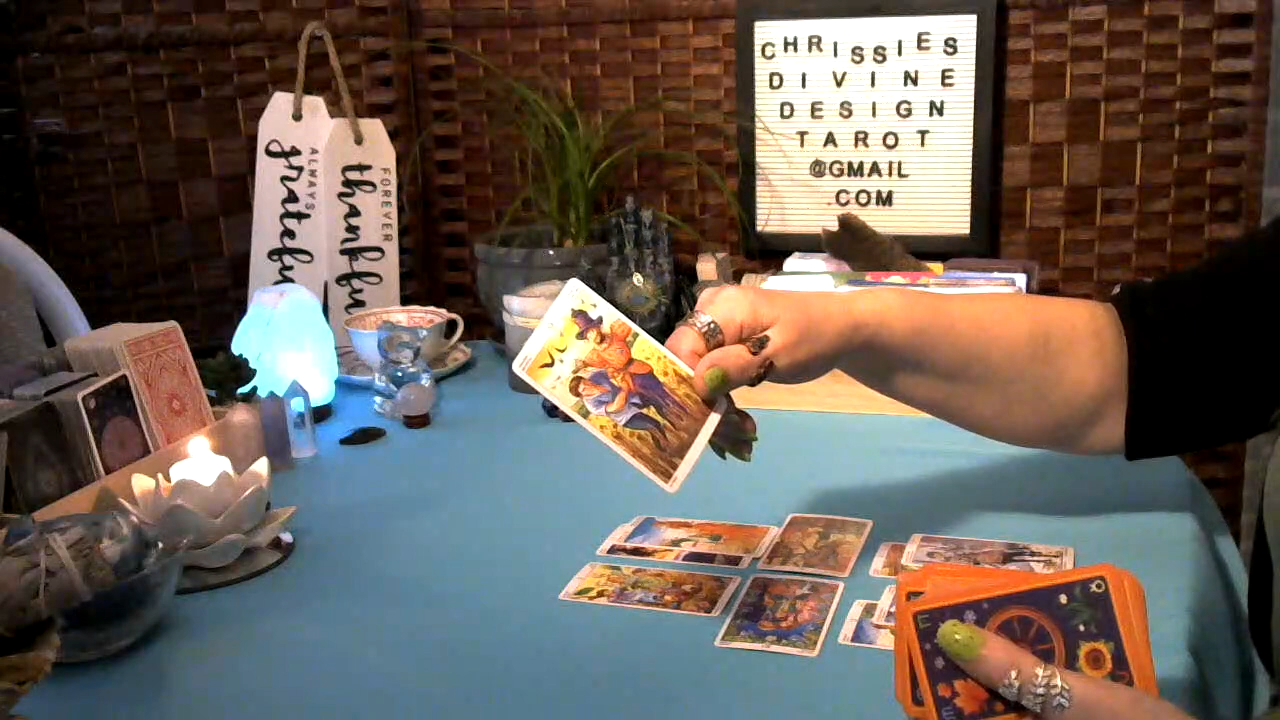 CHRISSIES
DIVINE
DESIGN
TAROT
@GMAIL
.COM
ALWAYS
grateful
FOREVER
thankful